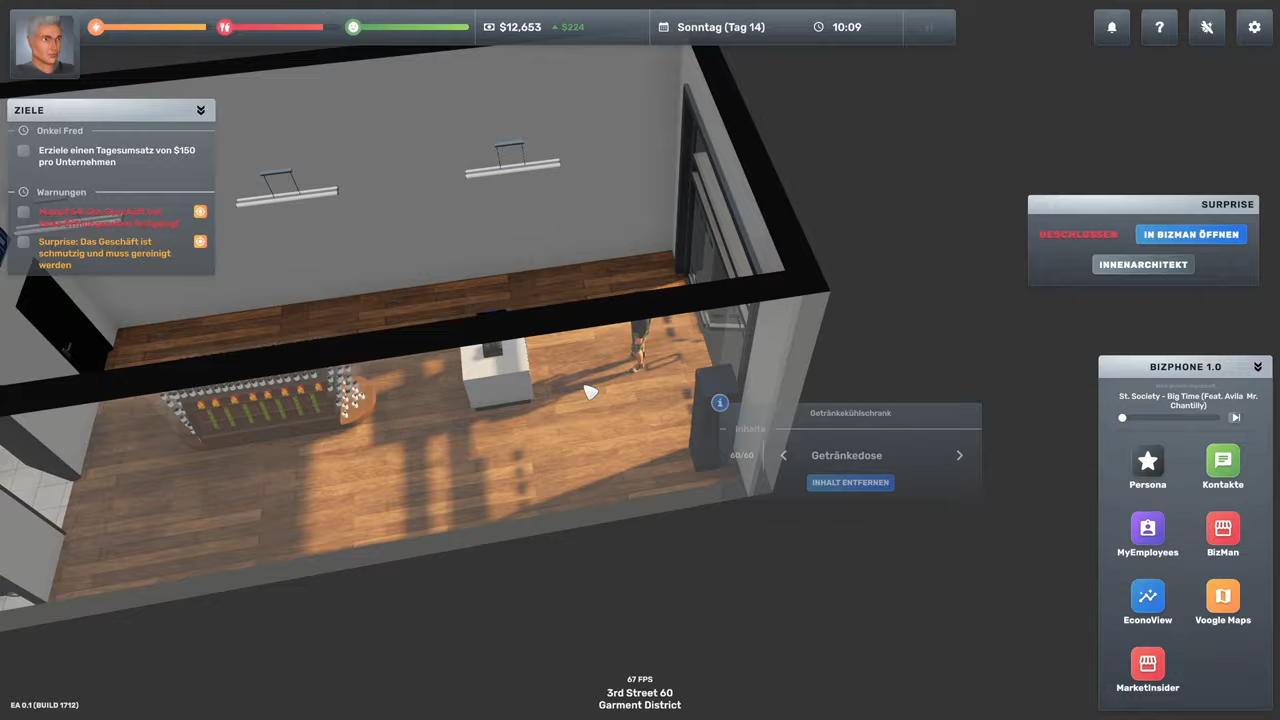 $12,653
$224
Sonntag (Tag 14)
10:09
ZIELE
Onkel Fred
Erziele einen Tagesumsatz von $150
pro Unternehmen
Warnungen
Surprise: Das Geschäft ist
schmutzig und muss gereinigt
werden
SURPRISE
GESCHLOSSEN
IN BIZMAN ÖFFNEN
INNENARCHITEKT
Getränkekühlschrank
Inhalte
60/60
Getränkedose
INHALT ENTFERNEN
BIZPHONE 1.0
St. Society - Big Time (Feat. Avila Mr.
Chantilly)
Persona
Kontakte
MyEmployees
BizMan
EconoView
Voogle Maps
MarketInsider
67 FPS
3rd Street 60
Garment District
EA 0.1 (BUILD 1712)